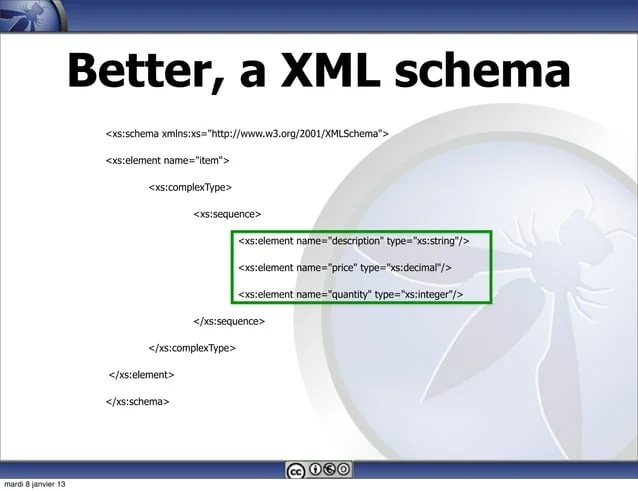 Better, a XML schema
<xs:schema xmlns:xs="http://www.w3.org/2001/XMLSchema">
<xs:element name="item">
<xs:complexType>
<xs:sequence>
<xs:element name="description" type="xs:string"/>
<xs:element name="price" type="xs:decimal"/>
<xs:element name="quantity" type="xs:integer"/>
</xs:sequence>
</xs:complexType>
</xs:element>
</xs:schema>
cc
mardi 8 janvier 13